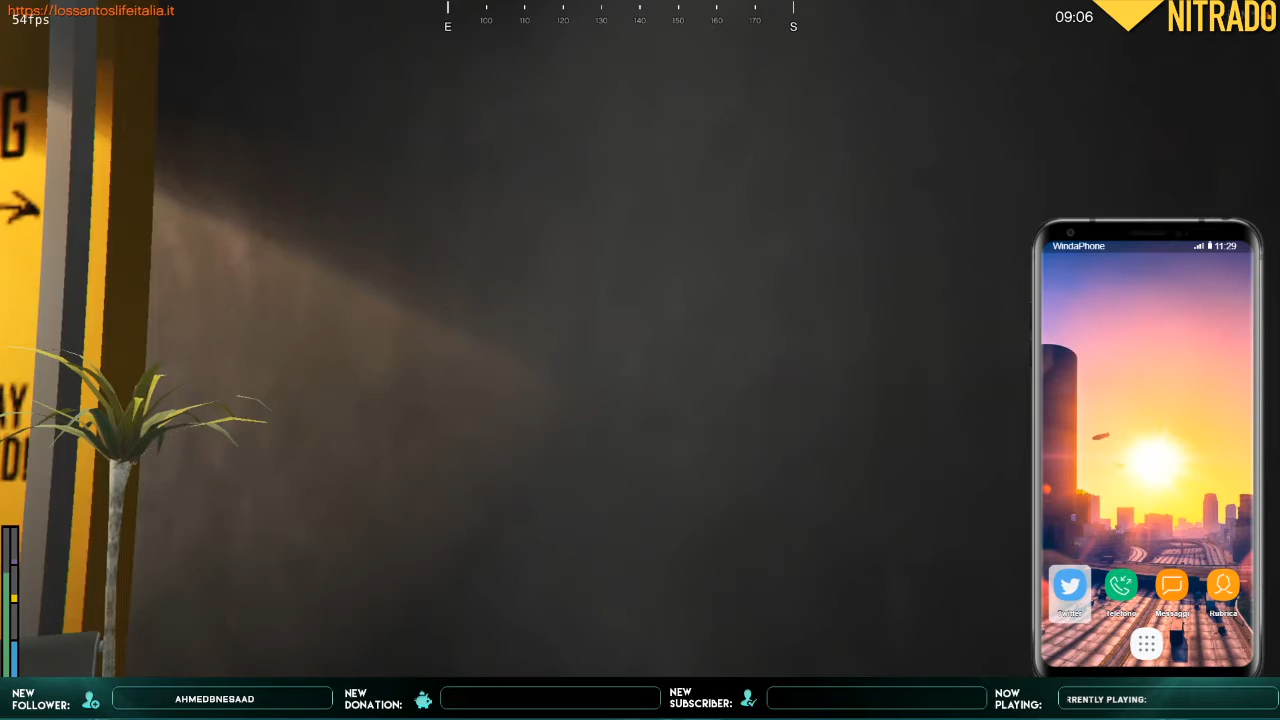 https://lossantoslifeitalia.it
54fps
E 100 110 120 130 140 150 160 170 S
09:06
NITRADO
G
AY
D!
WindaPhone 11:29
Twitter Telefono Messaggi Rubrica
NEW FOLLOWER: AHMEDBNESAAD
NEW DONATION:
NEW SUBSCRIBER:
NOW PLAYING: RRENTLY PLAYING: